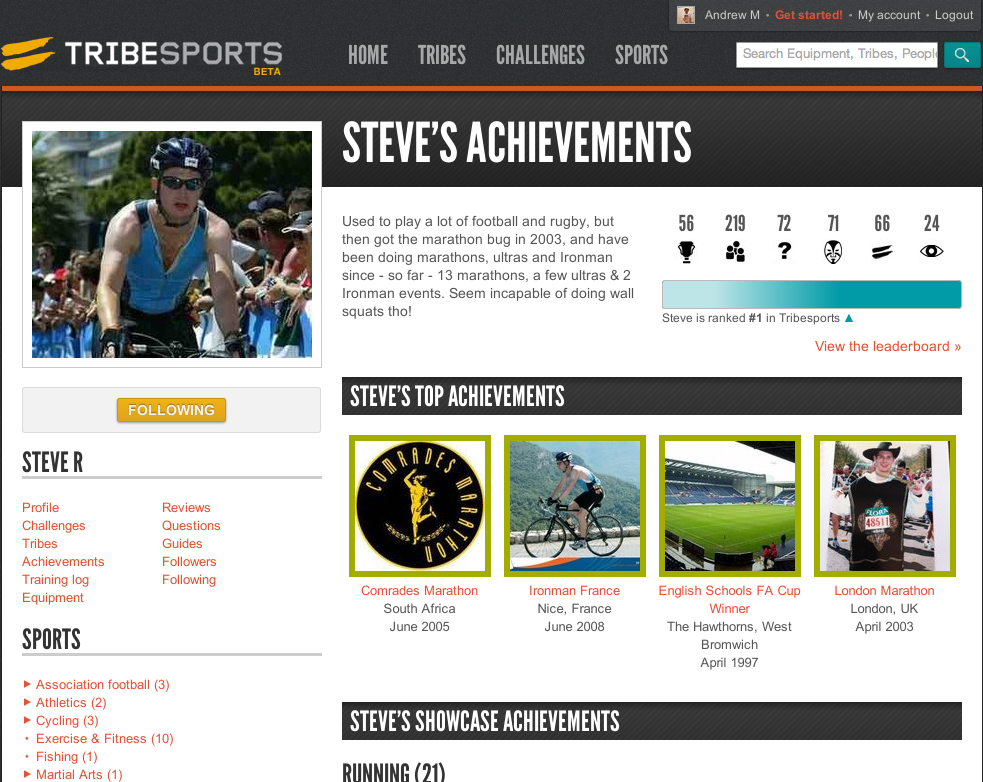 Andrew M • Get started! • My account • Logout
TRIBESPORTS
BETA
HOME TRIBES CHALLENGES SPORTS
Search Equipment, Tribes, People
STEVE'S ACHIEVEMENTS
Used to play a lot of football and rugby, but
then got the marathon bug in 2003, and have
been doing marathons, ultras and Ironman
since - so far - 13 marathons, a few ultras & 2
Ironman events. Seem incapable of doing wall
squats tho!
56 219 72 71 66 24
?
Steve is ranked #1 in Tribesports ▲
View the leaderboard »
FOLLOWING
STEVE R
Profile
Challenges
Tribes
Achievements
Training log
Equipment
Reviews
Questions
Guides
Followers
Following
SPORTS
Association football (3)
Athletics (2)
Cycling (3)
Exercise & Fitness (10)
Fishing (1)
Martial Arts (1)
STEVE'S TOP ACHIEVEMENTS
COMRADES MARATHON
Comrades Marathon
South Africa
June 2005
Ironman France
Nice, France
June 2008
English Schools FA Cup
Winner
The Hawthorns, West
Bromwich
April 1997
FLORA
48511
London Marathon
London, UK
April 2003
STEVE'S SHOWCASE ACHIEVEMENTS
RUNNING (21)